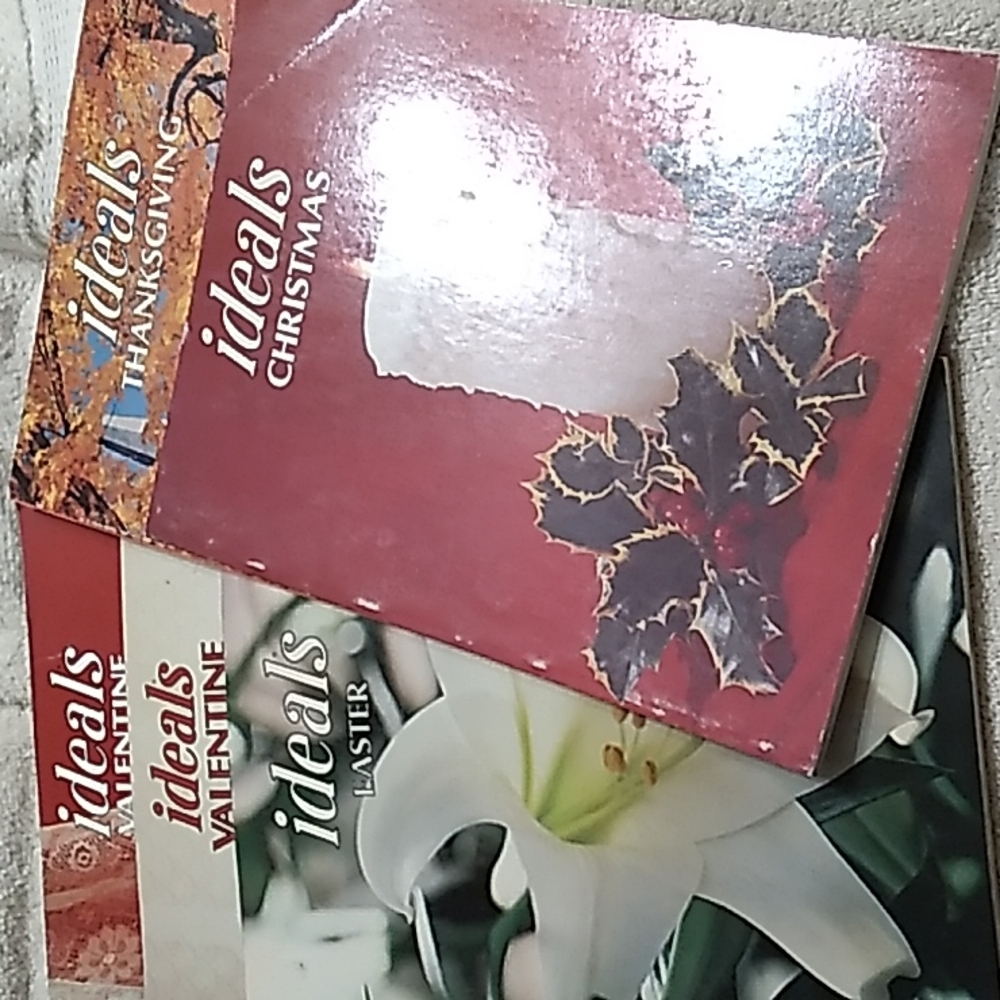 ideals
THANKSGIVING
ideals
CHRISTMAS
ideals
VALENTINE
ideals
VALENTINE
ideals
EASTER